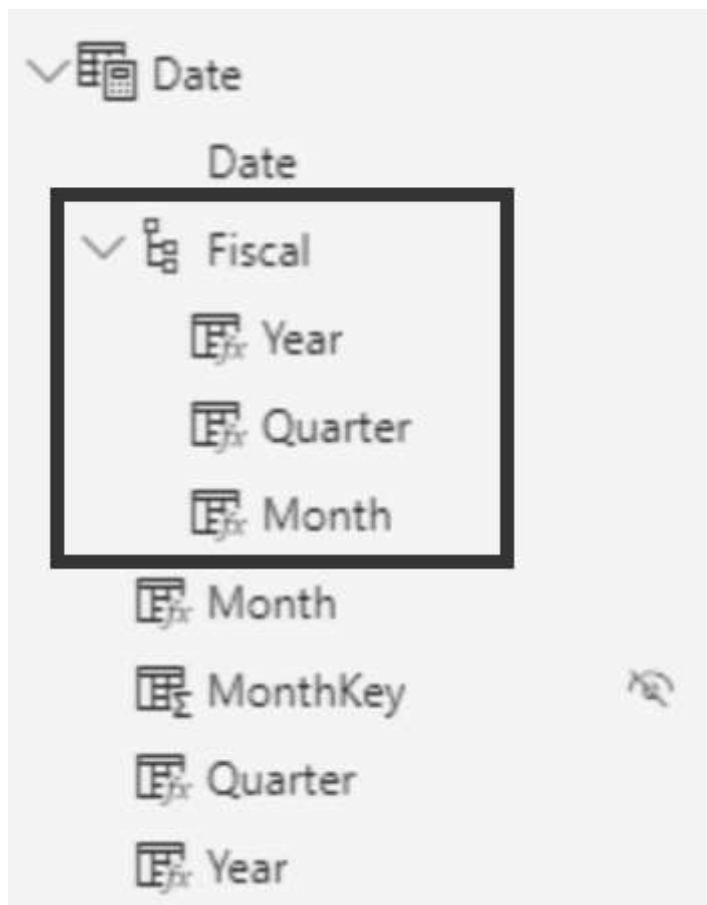 Date
Date
Fiscal
Year
Quarter
Month
Month
MonthKey
Quarter
Year